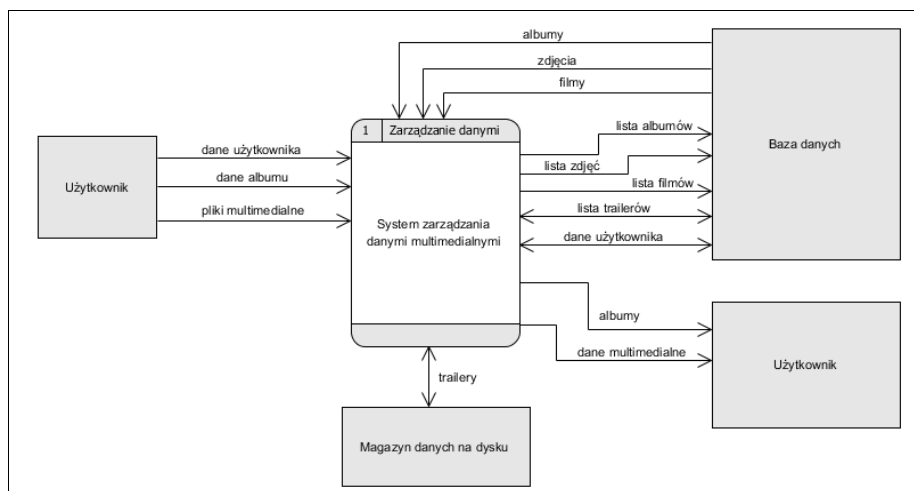 albumy
zdjęcia
filmy
1 Zarządzanie danymi
lista albumów
lista zdjęć
Baza danych
dane użytkownika
dane albumu
Użytkownik
lista filmów
pliki multimedialne
lista trailerów
System zarządzania
danymi multimedialnymi
dane użytkownika
albumy
dane multimedialne
Użytkownik
trailery
Magazyn danych na dysku